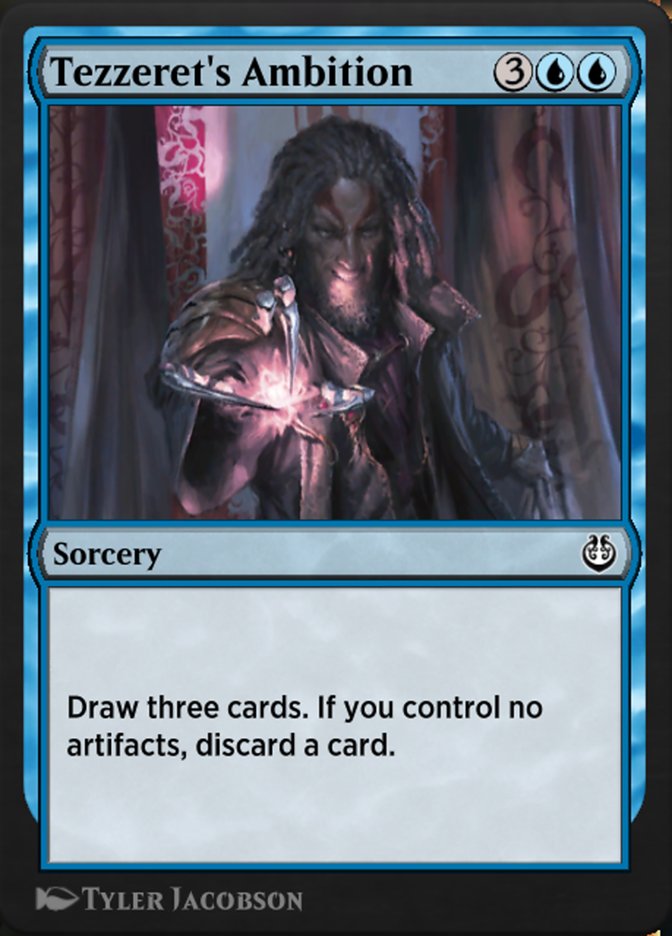 Tezzeret's Ambition 3
Sorcery
Draw three cards. If you control no
artifacts, discard a card.
Tyler Jacobson